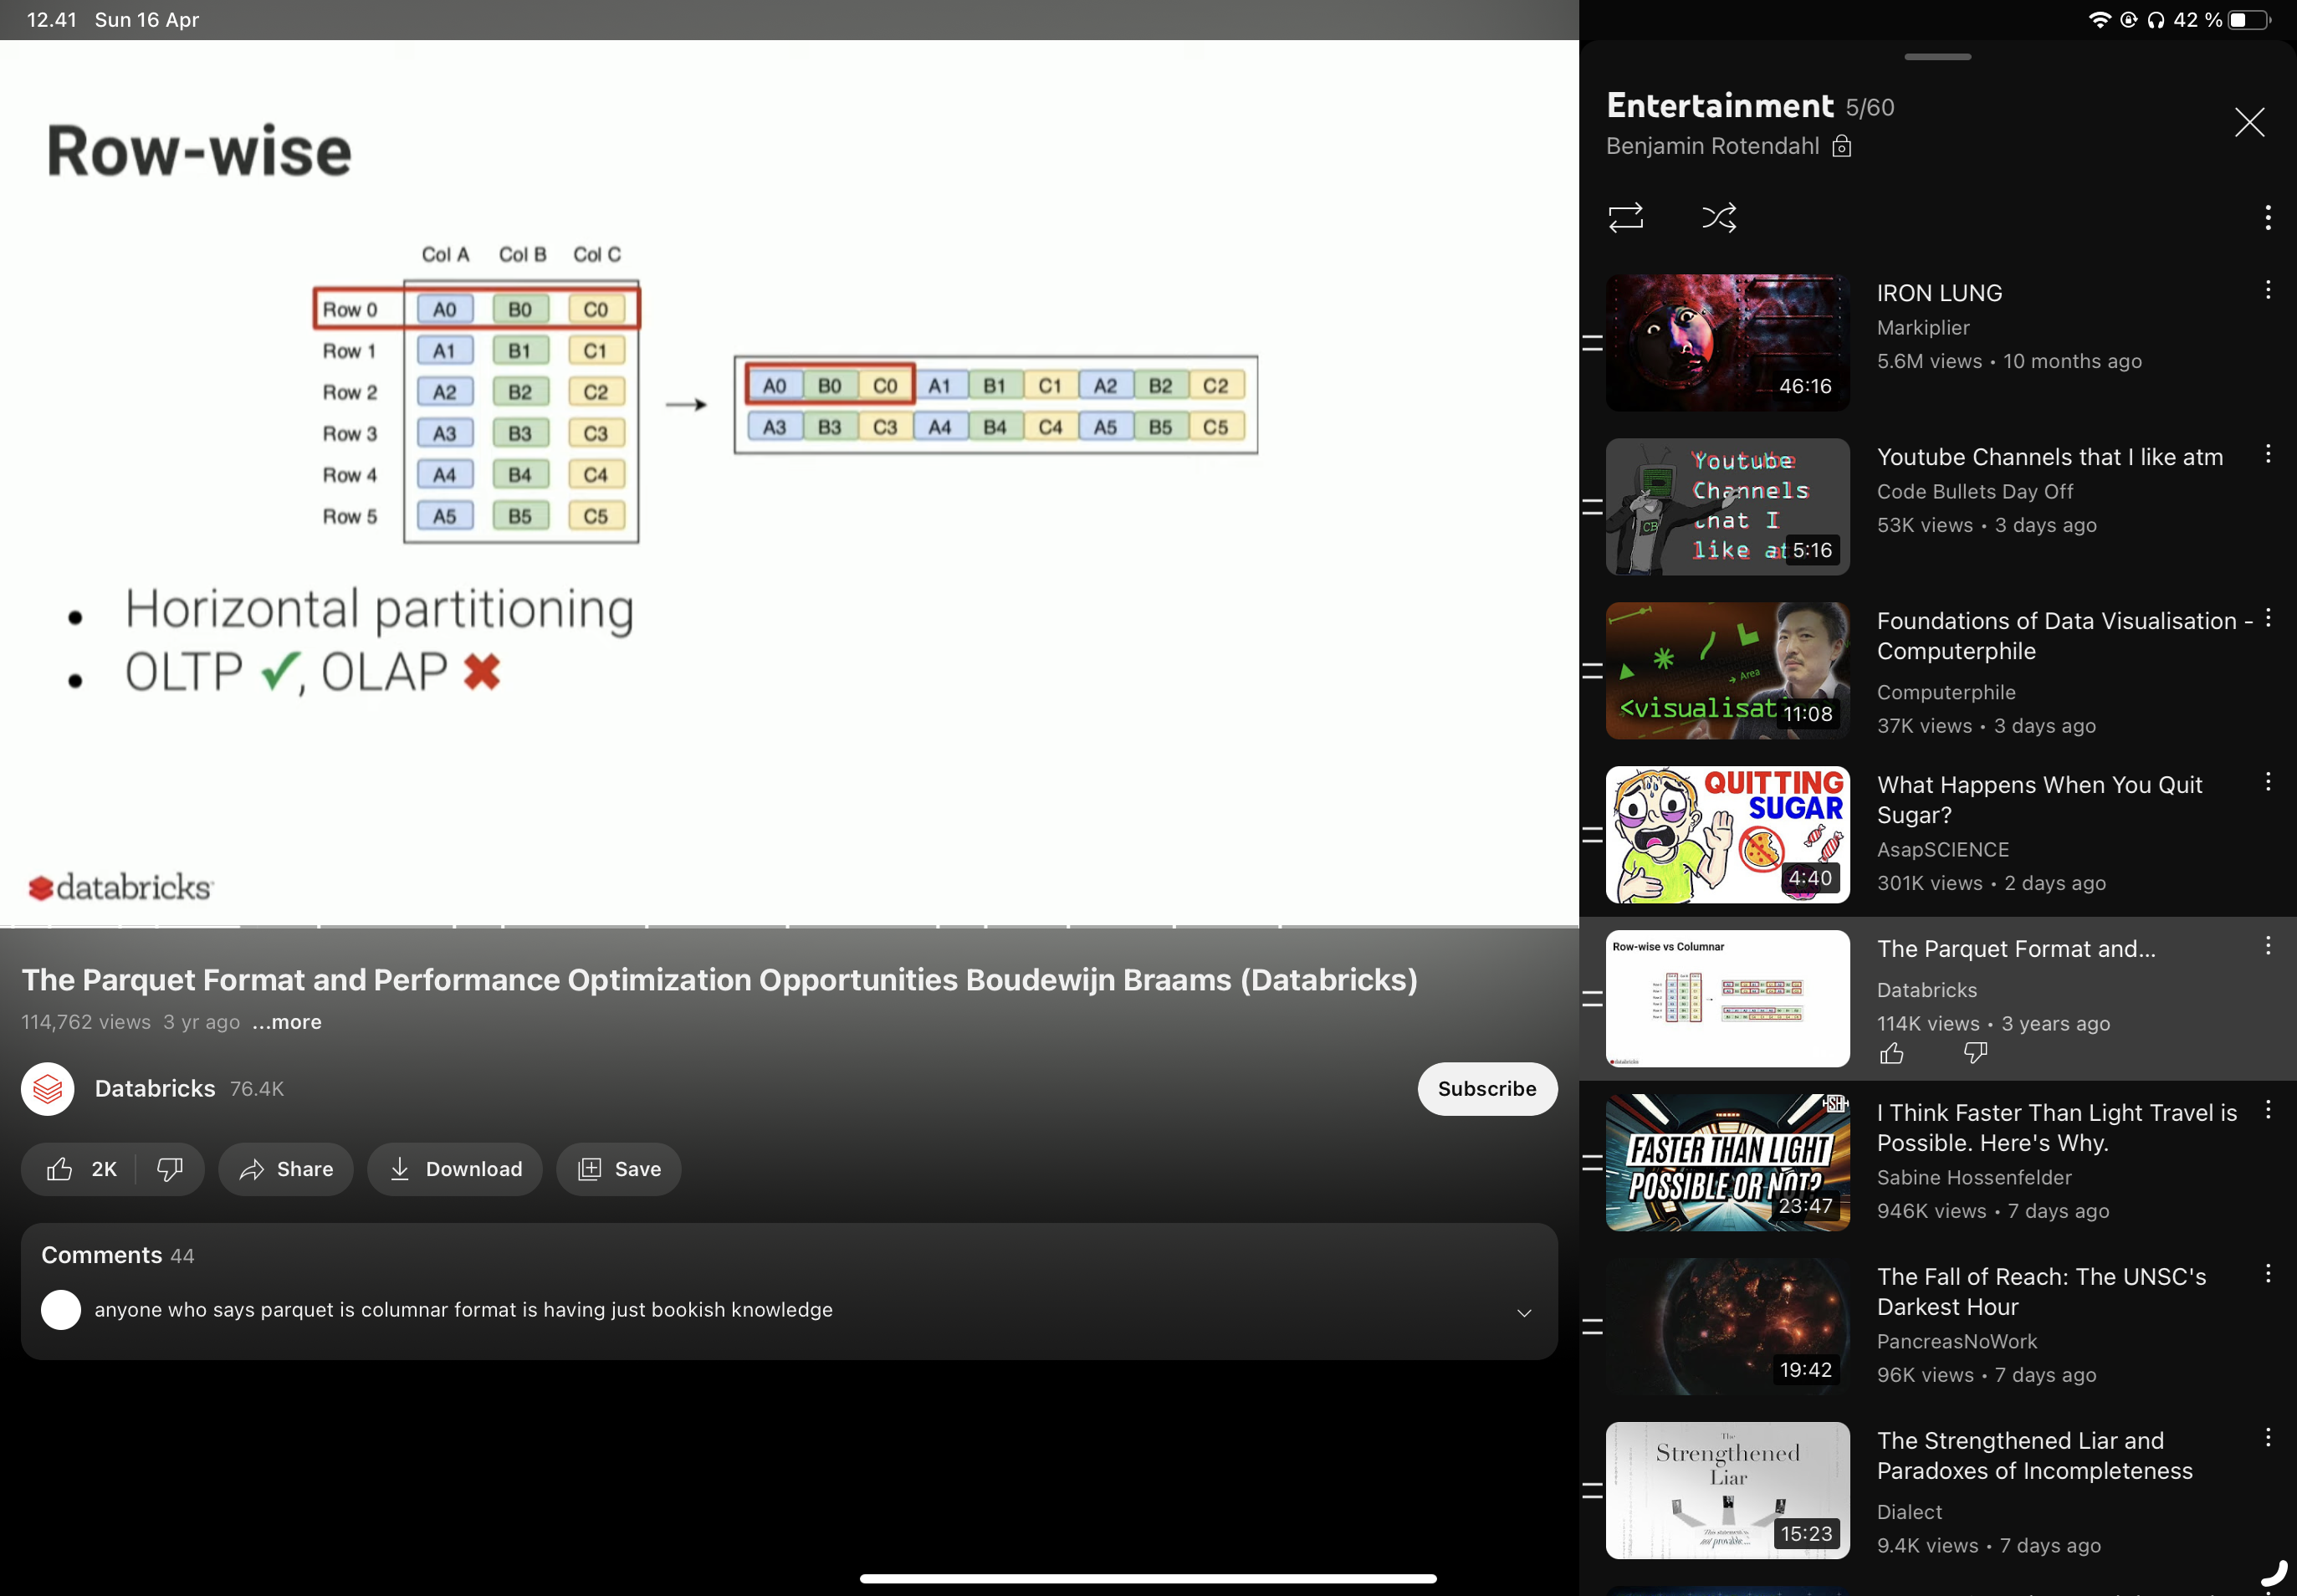 12.41 Sun 16 Apr
42 %
Row-wise
Col A Col B Col C
Row 0 A0 B0 C0
Row 1 A1 B1 C1
Row 2 A2 B2 C2
Row 3 A3 B3 C3
Row 4 A4 B4 C4
Row 5 A5 B5 C5
A0 B0 C0 A1 B1 C1 A2 B2 C2
A3 B3 C3 A4 B4 C4 A5 B5 C5
• Horizontal partitioning
• OLTP ✓, OLAP ✖
databricks
The Parquet Format and Performance Optimization Opportunities Boudewijn Braams (Databricks)
114,762 views 3 yr ago ...more
Databricks 76.4K
Subscribe
2K
Share
Download
Save
Comments 44
anyone who says parquet is columnar format is having just bookish knowledge
Entertainment 5/60
Benjamin Rotendahl
46:16
IRON LUNG
Markiplier
5.6M views • 10 months ago
Youtube
Channels
that I
like at
5:16
CB
Youtube Channels that I like atm
Code Bullets Day Off
53K views • 3 days ago
Area
<visualisat
11:08
Foundations of Data Visualisation -
Computerphile
Computerphile
37K views • 3 days ago
QUITTING
SUGAR
4:40
What Happens When You Quit
Sugar?
AsapSCIENCE
301K views • 2 days ago
Row-wise vs Columnar
databricks
The Parquet Format and...
Databricks
114K views • 3 years ago
SH
FASTER THAN LIGHT
POSSIBLE OR NOT?
23:47
I Think Faster Than Light Travel is
Possible. Here's Why.
Sabine Hossenfelder
946K views • 7 days ago
19:42
The Fall of Reach: The UNSC's
Darkest Hour
PancreasNoWork
96K views • 7 days ago
The
Strengthened
Liar
This statement is
not provable...
15:23
The Strengthened Liar and
Paradoxes of Incompleteness
Dialect
9.4K views • 7 days ago